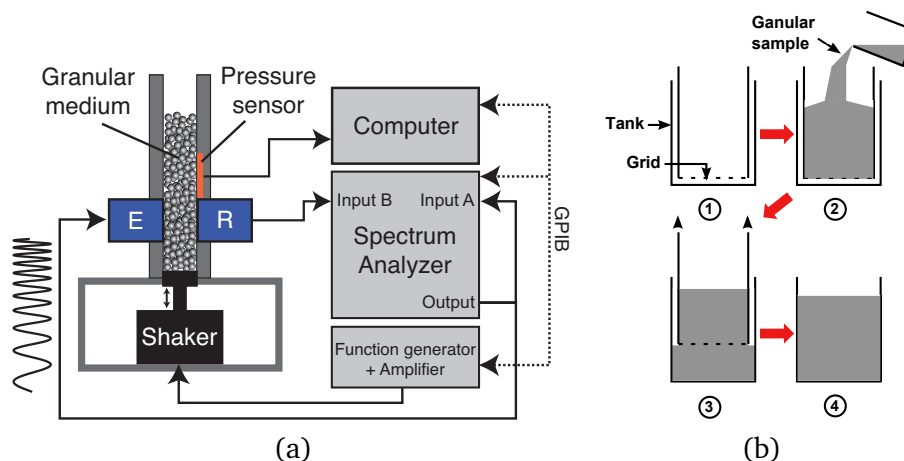 Granular
medium
Pressure
sensor
Computer
E
R
Input B
Input A
Spectrum
Analyzer
Output
GPIB
Shaker
Function generator
+ Amplifier
(a)
Ganular
sample
Tank
Grid
1
2
3
4
(b)